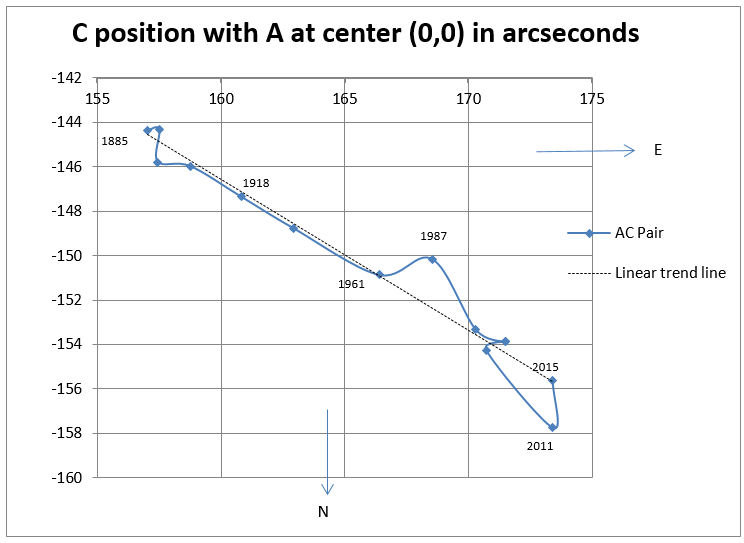 C position with A at center (0,0) in arcseconds
-142
155 160 165 170 175
-144
1885
E
-146
1918
-148
1987
AC Pair
-150
1961
Linear trend line
-152
-154
2015
-156
2011
-158
-160
N